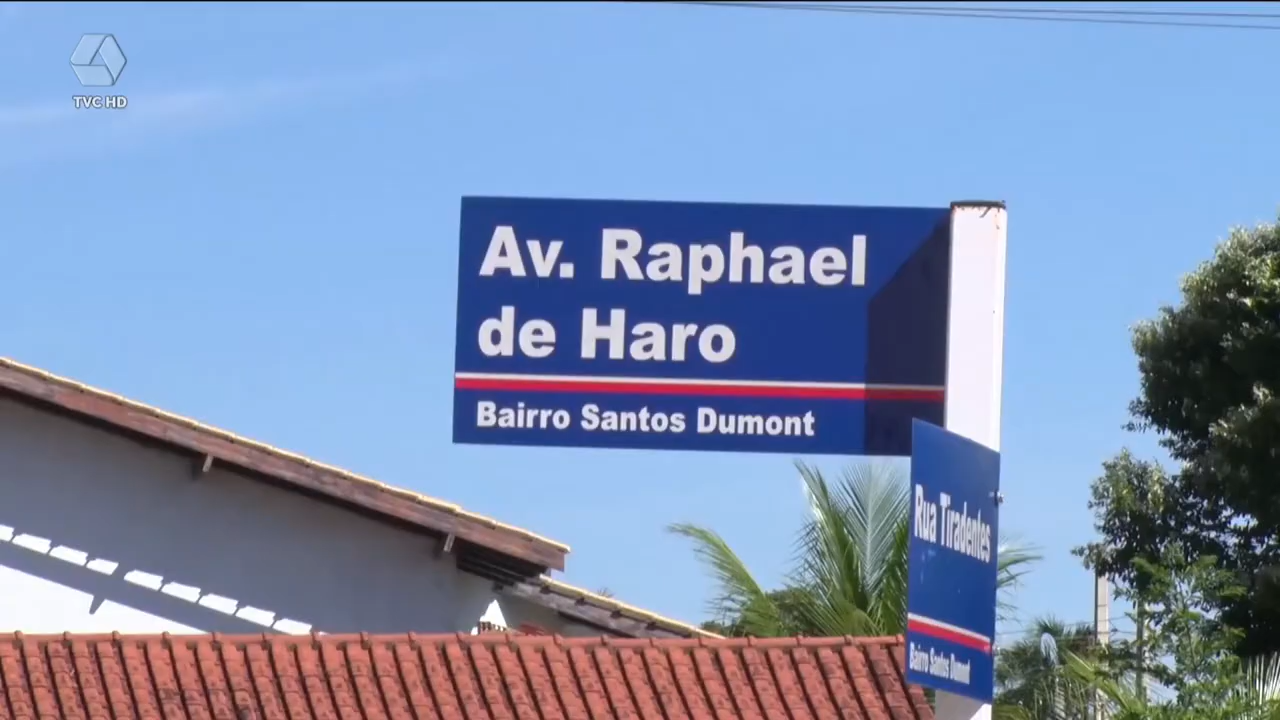 TVC HD
Av. Raphael
de Haro
Bairro Santos Dumont
Rua Tiradentes
Bairro Santos Dumont